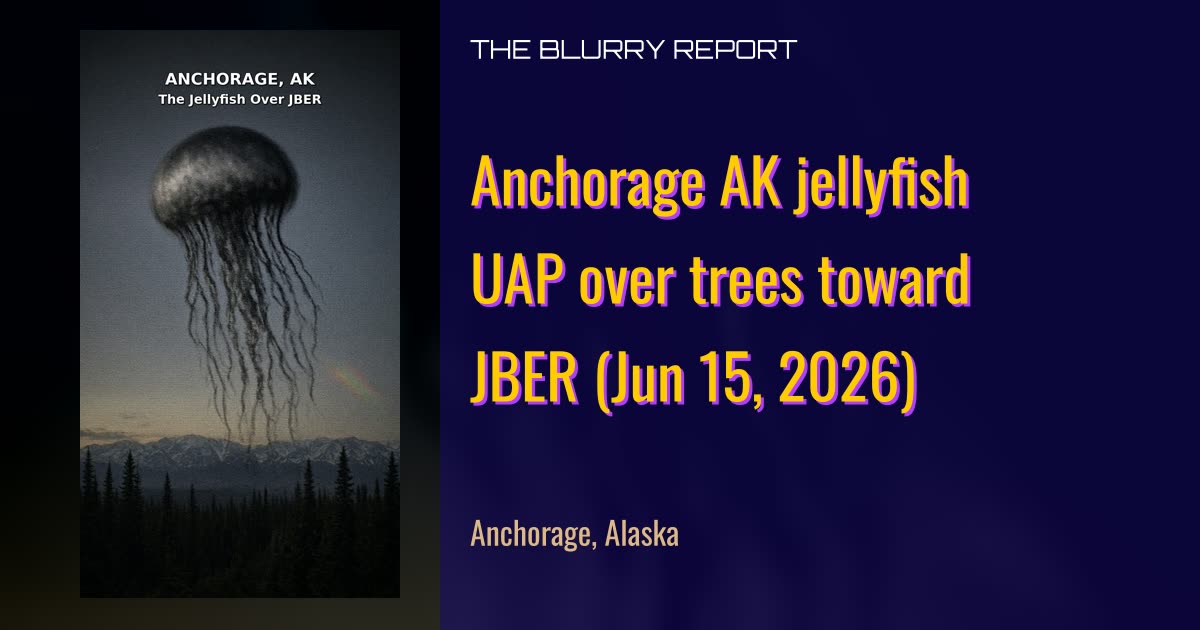 ANCHORAGE, AK
The Jellyfish Over JBER
THE BLURRY REPORT
Anchorage AK jellyfish
UAP over trees toward
JBER (Jun 15, 2026)
Anchorage, Alaska